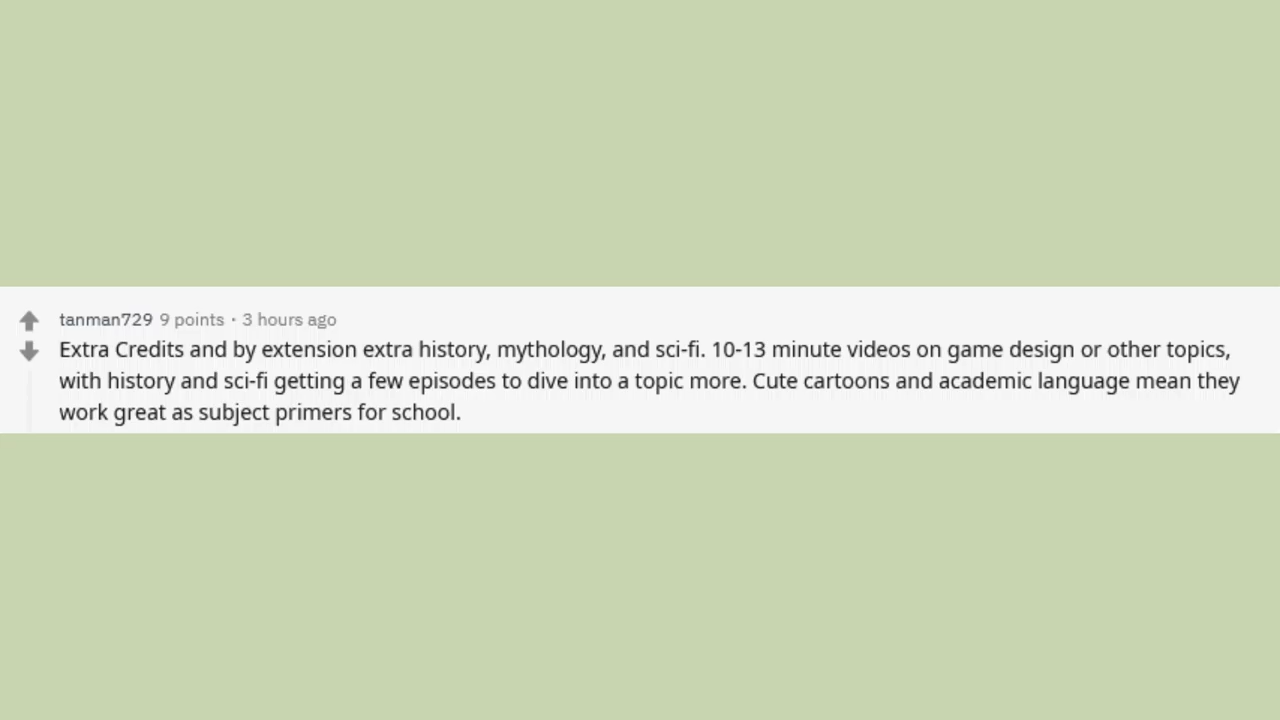 tanman729 9 points · 3 hours ago
Extra Credits and by extension extra history, mythology, and sci-fi. 10-13 minute videos on game design or other topics,
with history and sci-fi getting a few episodes to dive into a topic more. Cute cartoons and academic language mean they
work great as subject primers for school.